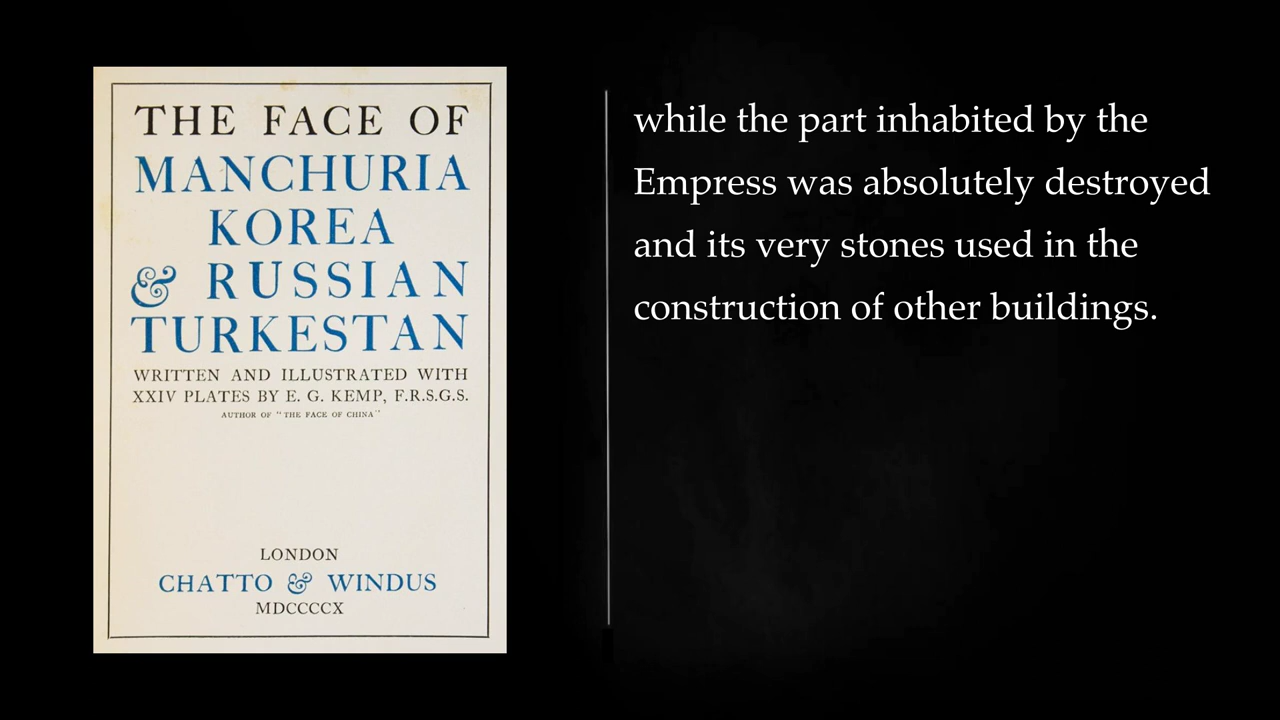 THE FACE OF
MANCHURIA
KOREA
& RUSSIAN
TURKESTAN
WRITTEN AND ILLUSTRATED WITH
XXIV PLATES BY E. G. KEMP, F.R.S.G.S.
AUTHOR OF "THE FACE OF CHINA"
LONDON
CHATTO & WINDUS
MDCCCCX
while the part inhabited by the
Empress was absolutely destroyed
and its very stones used in the
construction of other buildings.